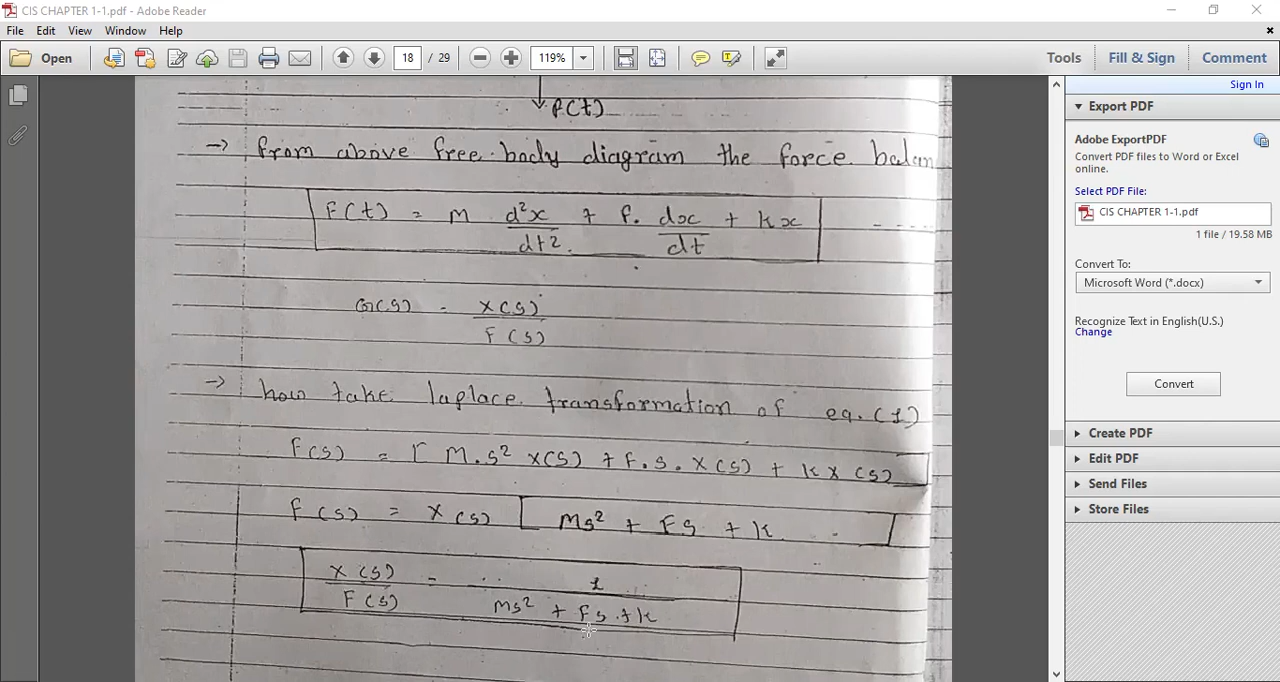 CIS CHAPTER 1-1.pdf - Adobe Reader
File Edit View Window Help
Open 18 / 29 119% Tools Fill & Sign Comment
Sign In
Export PDF
Adobe ExportPDF
Convert PDF files to Word or Excel
online.
Select PDF File:
CIS CHAPTER 1-1.pdf
1 file / 19.58 MB
Convert To:
Microsoft Word (*.docx)
Recognize Text in English(U.S.)
Change
Convert
Create PDF
Edit PDF
Send Files
Store Files
f(t)
→ from above free body diagram the force balan
F(t) = M d²x/dt² + f. dx/dt + kx
G(s) = X(s)/F(s)
→ now take laplace transformation of eq.(1)
F(s) = [ M.s² X(s) + f.s.X(s) + k X(s) ]
F(s) = X(s) [ Ms² + Fs + k ]
X(s)/F(s) = 1/Ms² + Fs + k